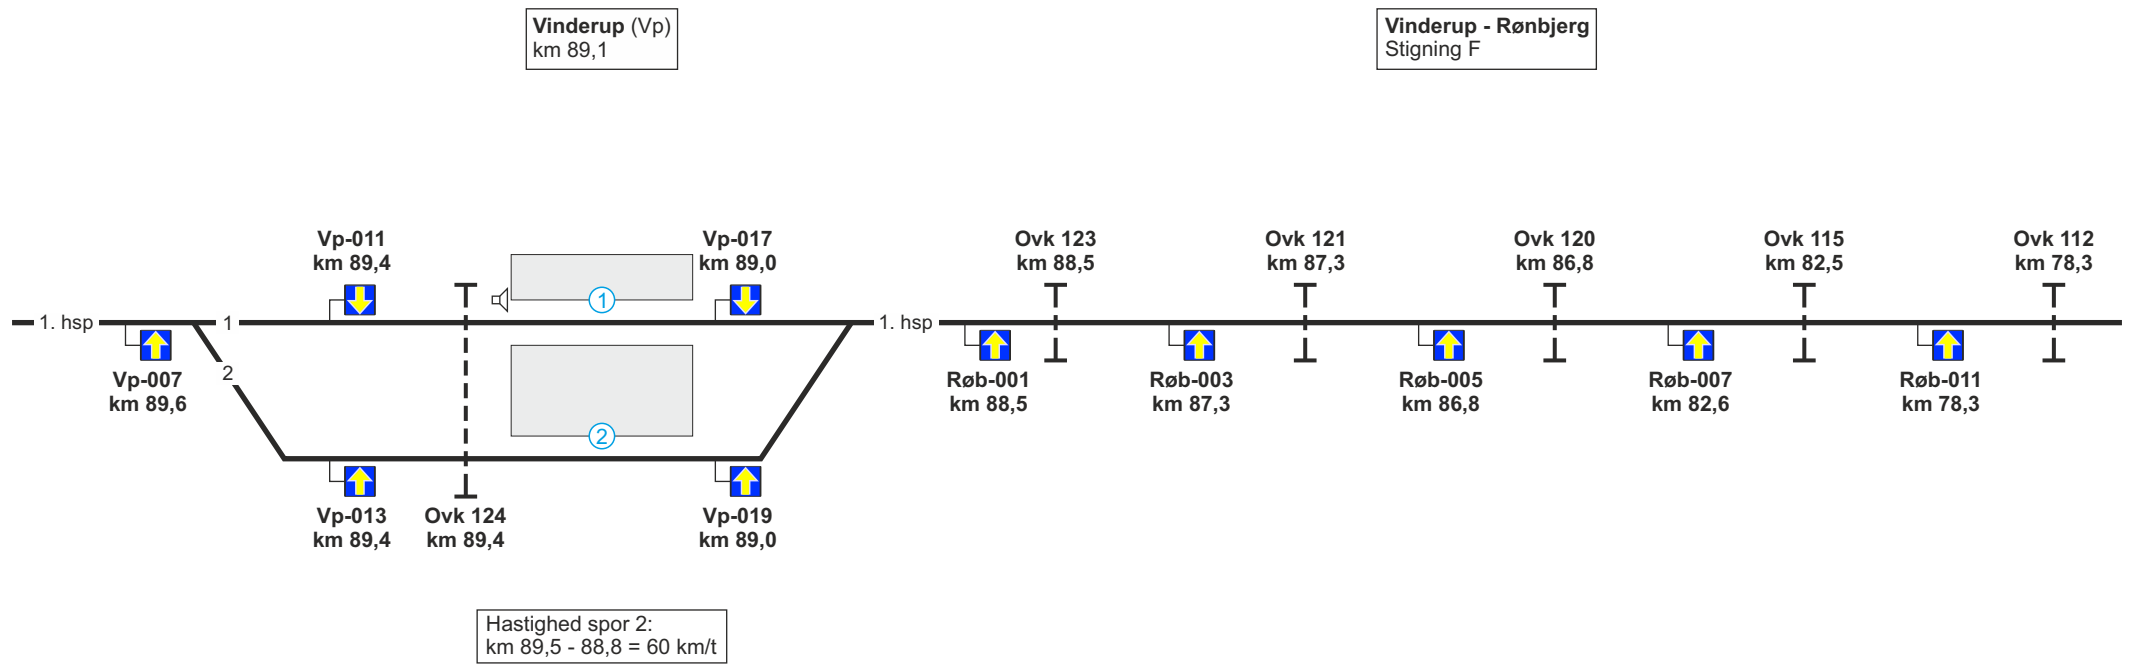 Vinderup (Vp)
km 89,1
Vinderup - Rønbjerg
Stigning F
Vp-011
km 89,4
Vp-017
km 89,0
Ovk 123
km 88,5
Ovk 121
km 87,3
Ovk 120
km 86,8
Ovk 115
km 82,5
Ovk 112
km 78,3
1
1. hsp
1
1. hsp
2
Vp-007
km 89,6
Røb-001
km 88,5
Røb-003
km 87,3
Røb-005
km 86,8
Røb-007
km 82,6
Røb-011
km 78,3
2
Vp-013
km 89,4
Ovk 124
km 89,4
Vp-019
km 89,0
Hastighed spor 2:
km 89,5 - 88,8 = 60 km/t